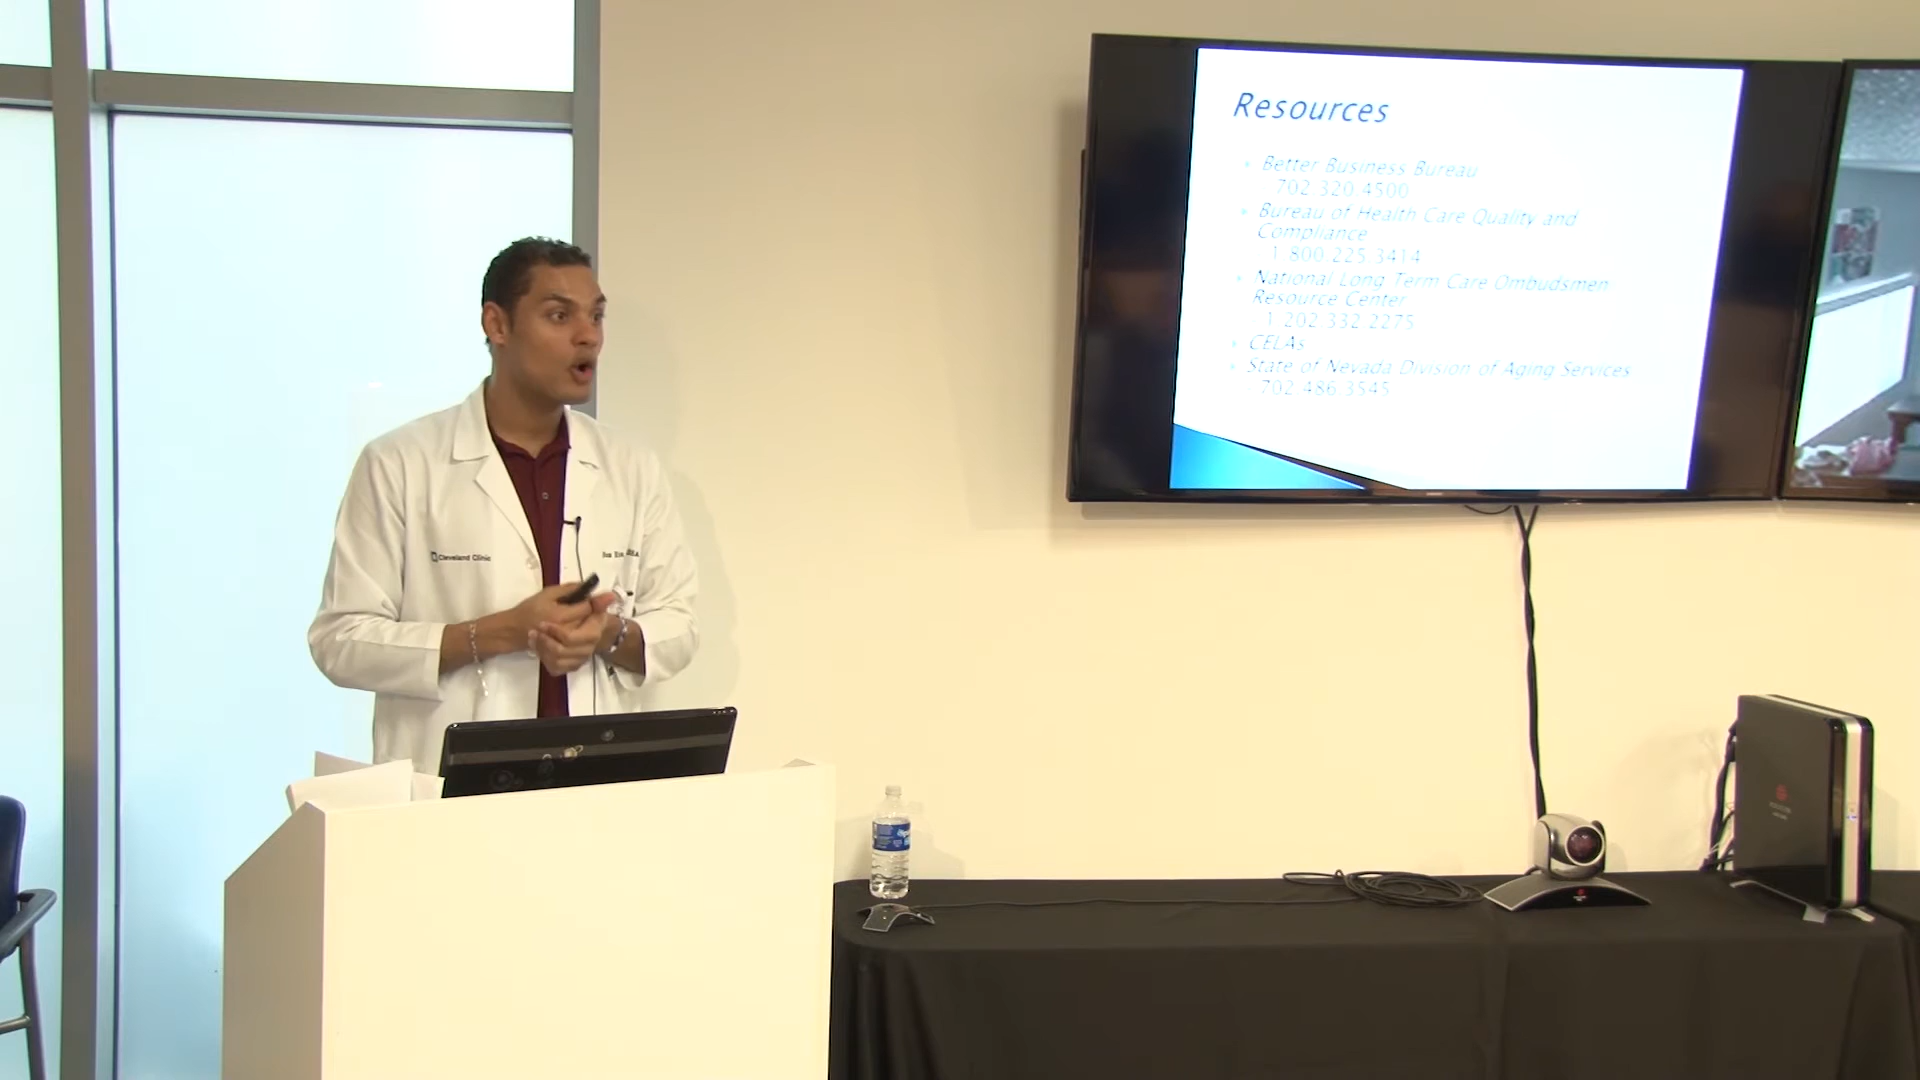 Resources
Better Business Bureau
702.320.4500
Bureau of Health Care Quality and
Compliance
1.800.225.3414
National Long Term Care Ombudsmen
Resource Center
1.202.332.2275
CELAs
State of Nevada Division of Aging Services
702.486.3545
Cleveland Clinic